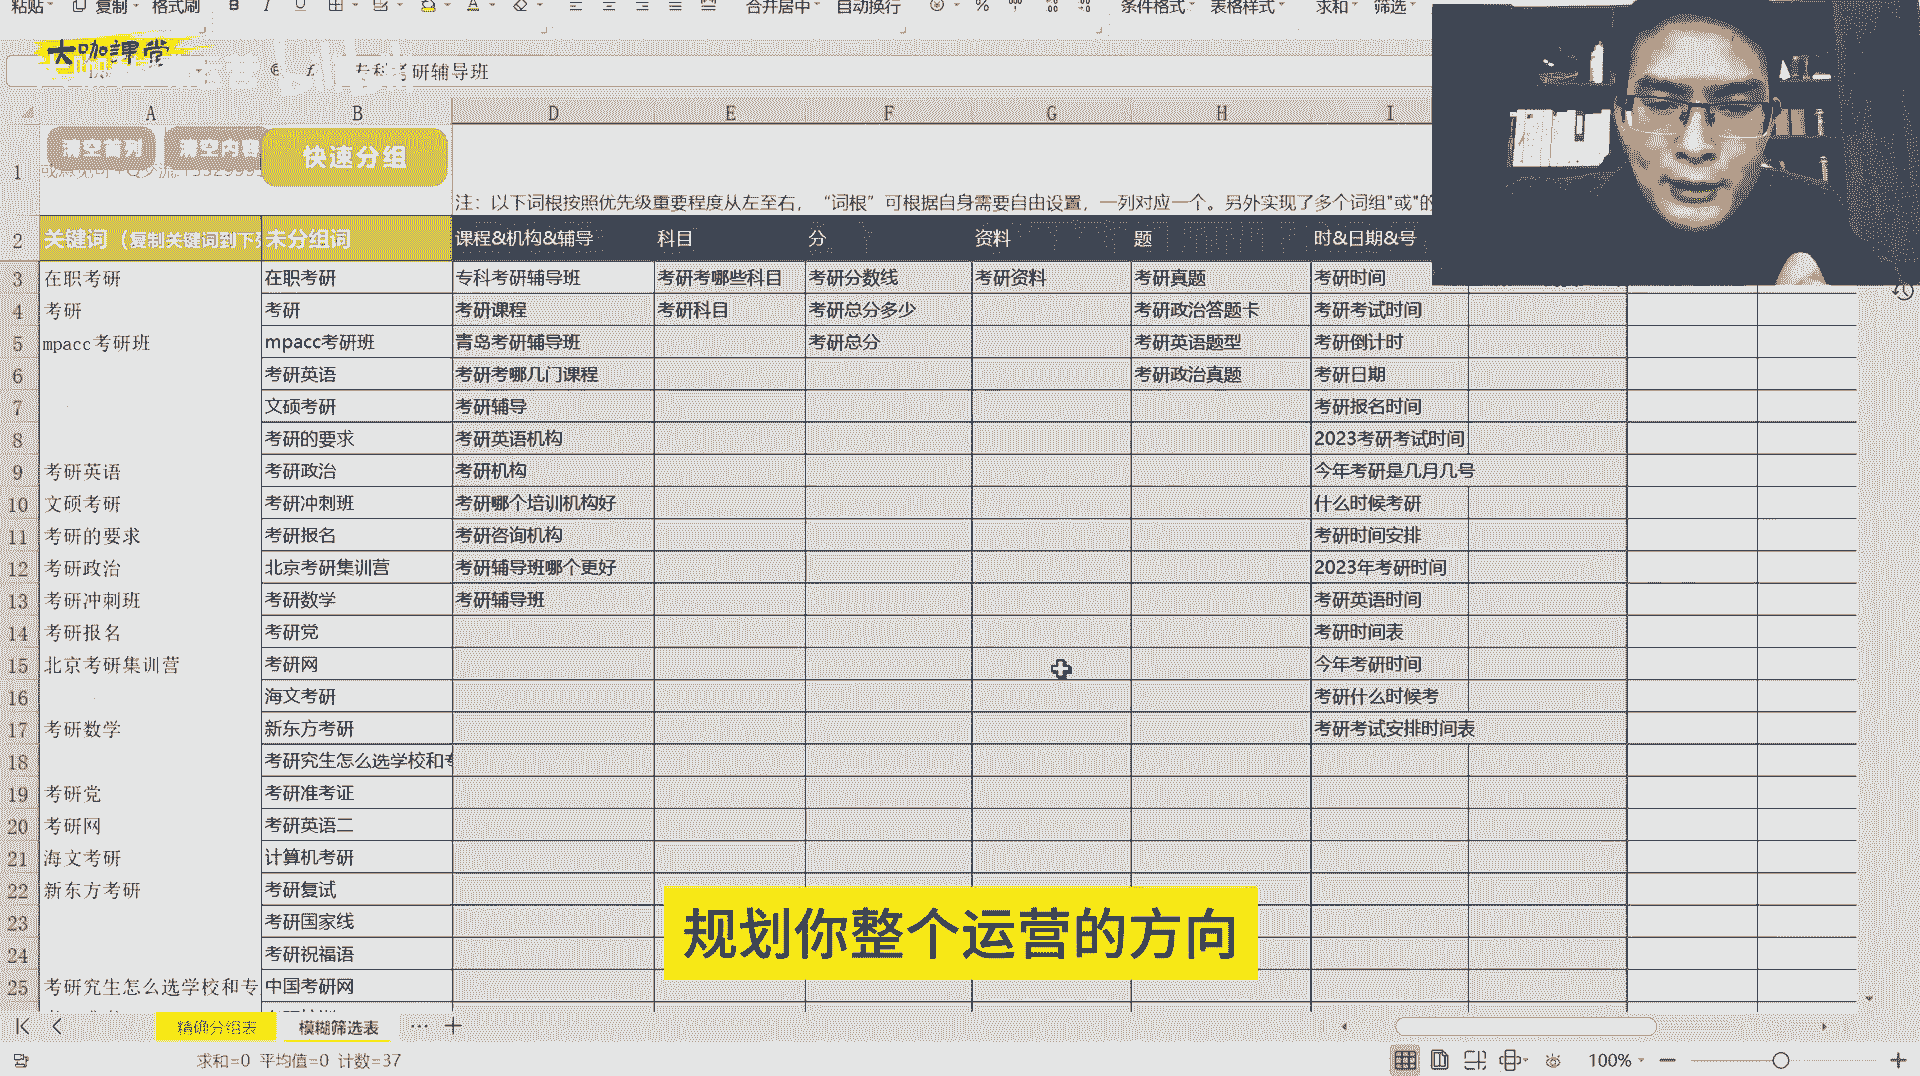 粘贴 复制 格式刷 B I U A 合并居中 自动换行 % 条件格式 表格样式 求和 筛选
大咖课堂
专科考研辅导班
A B D E F G H I
清空首列 清空内容 快速分组
1
注：以下词根按照优先级重要程度从左至右，“词根”可根据自身需要自由设置，一列对应一个。另外实现了多个词组"或"的
2 关键词（复制关键词到下 未分组词 课程&机构&辅导 科目 分 资料 题 时&日期&号
3 在职考研 在职考研 专科考研辅导班 考研考哪些科目 考研分数线 考研资料 考研真题 考研时间
4 考研 考研 考研课程 考研科目 考研总分多少 考研政治答题卡 考研考试时间
5 mpacc考研班 mpacc考研班 青岛考研辅导班 考研总分 考研英语题型 考研倒计时
6 考研英语 考研考哪几门课程 考研政治真题 考研日期
7 文硕考研 考研辅导 考研报名时间
8 考研的要求 考研英语机构 2023考研考试时间
9 考研英语 考研政治 考研机构 今年考研是几月几号
10 文硕考研 考研冲刺班 考研哪个培训机构好 什么时候考研
11 考研的要求 考研报名 考研咨询机构 考研时间安排
12 考研政治 北京考研集训营 考研辅导班哪个更好 2023年考研时间
13 考研冲刺班 考研数学 考研辅导班 考研英语时间
14 考研报名 考研党 考研时间表
15 北京考研集训营 考研网 今年考研时间
16 海文考研 考研什么时候考
17 考研数学 新东方考研 考研考试安排时间表
18 考研究生怎么选学校和专
19 考研党 考研准考证
20 考研网 考研英语二
21 海文考研 计算机考研
22 新东方考研 考研复试
23 考研国家线
24 考研祝福语
25 考研究生怎么选学校和专 中国考研网
规划你整个运营的方向
精确分组表 模糊筛选表 ··· +
求和=0 平均值=0 计数=37 100% — +